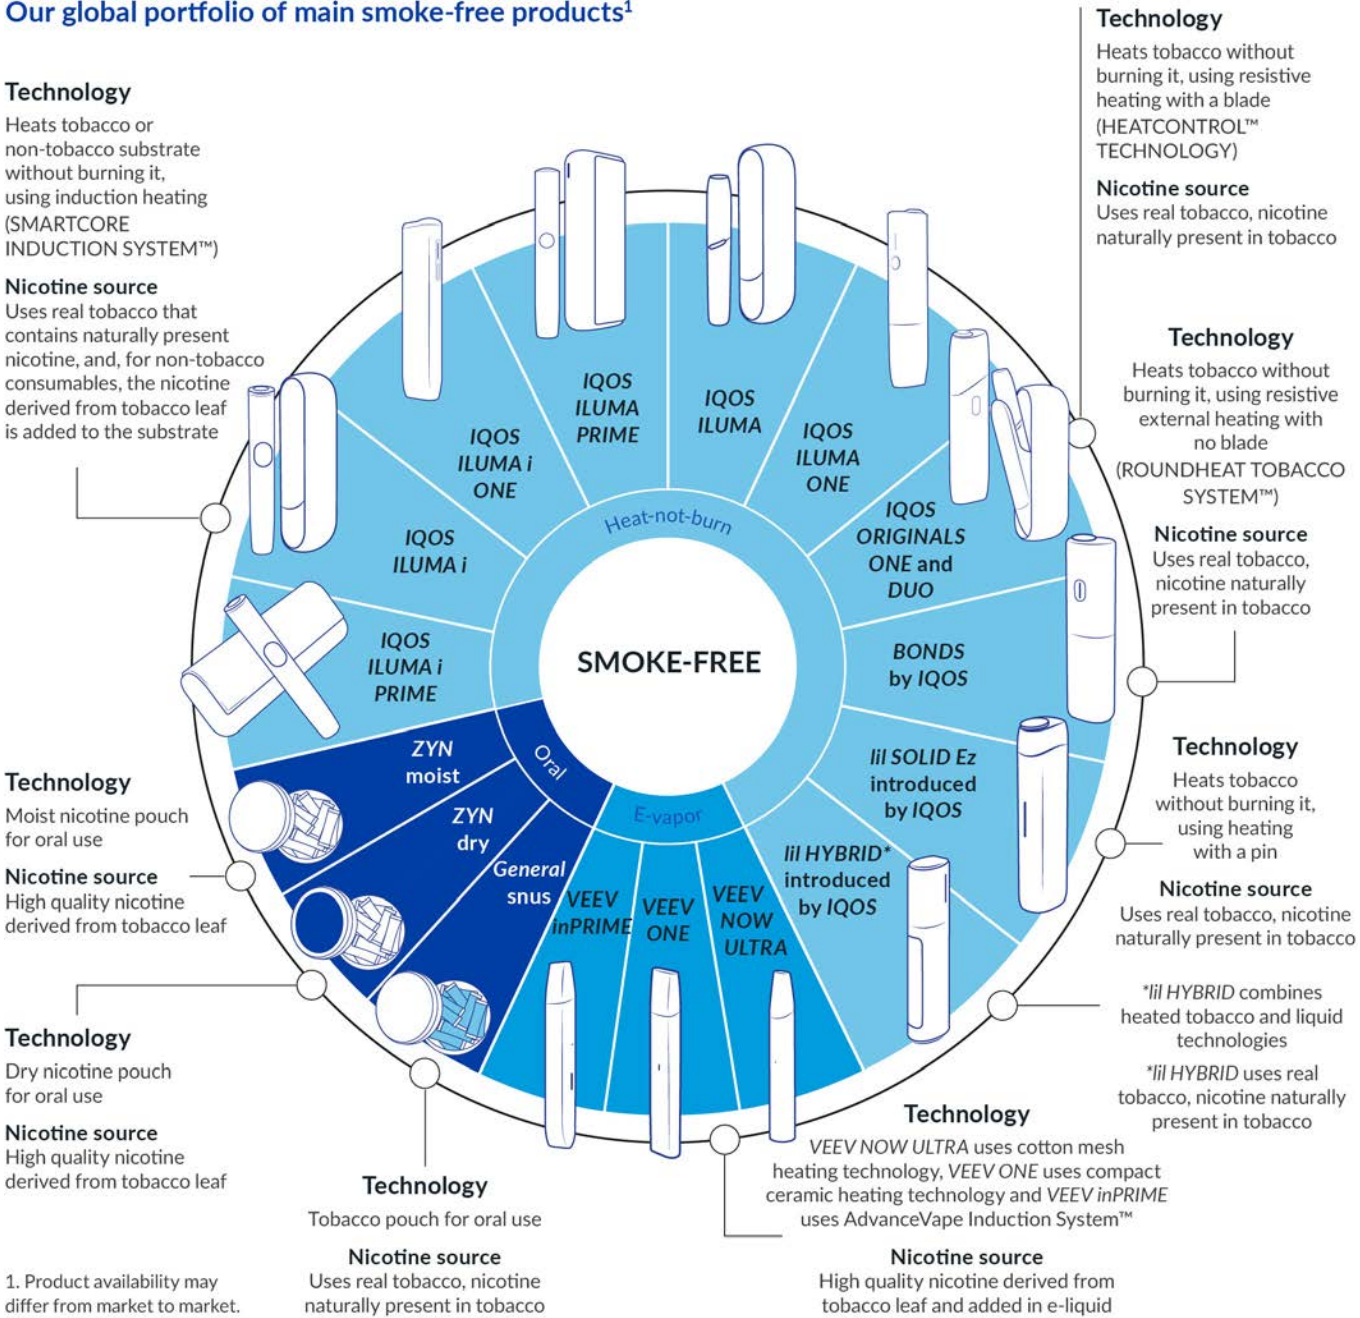 Our global portfolio of main smoke-free products¹
Technology
Heats tobacco or
non-tobacco substrate
without burning it,
using induction heating
(SMARTCORE
INDUCTION SYSTEM™)
Nicotine source
Uses real tobacco that
contains naturally present
nicotine, and, for non-tobacco
consumables, the nicotine
derived from tobacco leaf
is added to the substrate
Technology
Heats tobacco without
burning it, using resistive
heating with a blade
(HEATCONTROL™
TECHNOLOGY)
Nicotine source
Uses real tobacco, nicotine
naturally present in tobacco
Technology
Heats tobacco without
burning it, using resistive
external heating with
no blade
(ROUNDHEAT TOBACCO
SYSTEM™)
Nicotine source
Uses real tobacco,
nicotine naturally
present in tobacco
Technology
Heats tobacco
without burning it,
using heating
with a pin
Nicotine source
Uses real tobacco, nicotine
naturally present in tobacco
*lil HYBRID combines
heated tobacco and liquid
technologies
*lil HYBRID uses real
tobacco, nicotine naturally
present in tobacco
SMOKE-FREE
Heat-not-burn
IQOS
ILUMA i
PRIME
IQOS
ILUMA i
IQOS
ILUMA i
ONE
IQOS
ILUMA
PRIME
IQOS
ILUMA
IQOS
ILUMA
ONE
IQOS
ORIGINALS
ONE and
DUO
BONDS
by IQOS
lil SOLID Ez
introduced
by IQOS
lil HYBRID*
introduced
by IQOS
E-vapor
VEEV
NOW
ULTRA
VEEV
ONE
VEEV
inPRIME
Oral
General
snus
ZYN
dry
ZYN
moist
Technology
Moist nicotine pouch
for oral use
Nicotine source
High quality nicotine
derived from tobacco leaf
Technology
Dry nicotine pouch
for oral use
Nicotine source
High quality nicotine
derived from tobacco leaf
Technology
Tobacco pouch for oral use
Nicotine source
Uses real tobacco, nicotine
naturally present in tobacco
Technology
VEEV NOW ULTRA uses cotton mesh
heating technology, VEEV ONE uses compact
ceramic heating technology and VEEV inPRIME
uses AdvanceVape Induction System™
Nicotine source
High quality nicotine derived from
tobacco leaf and added in e-liquid
1. Product availability may
differ from market to market.